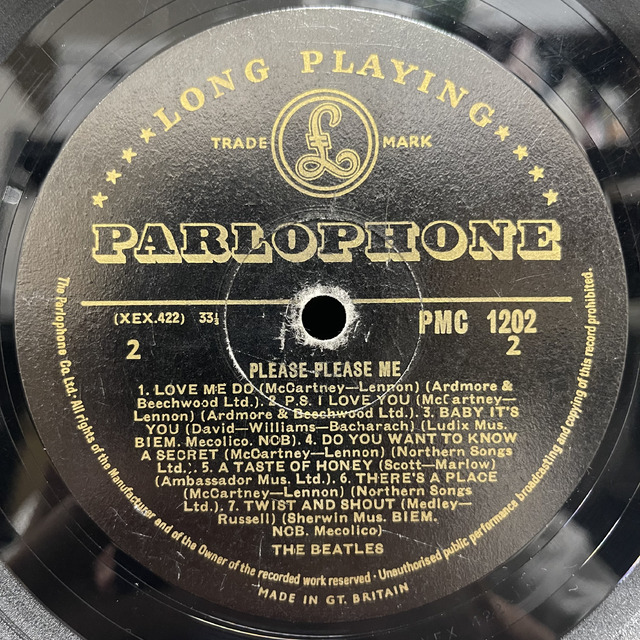 LONG PLAYING
TRADE £ MARK
PARLOPHONE
(XEX.422) 33⅓
PMC 1202
2
2
PLEASE PLEASE ME
1. LOVE ME DO (McCartney—Lennon) (Ardmore &
Beechwood Ltd.). 2. P.S. I LOVE YOU (McCartney—
Lennon) (Ardmore & Beechwood Ltd.). 3. BABY IT'S
YOU (David—Williams—Bacharach) (Ludix Mus.
BIEM. Mecolico. NCB). 4. DO YOU WANT TO KNOW
A SECRET (McCartney—Lennon) (Northern Songs
Ltd.). 5. A TASTE OF HONEY (Scott—Marlow)
(Ambassador Mus. Ltd.) 6. THERE'S A PLACE
(McCartney—Lennon) (Northern Songs
Ltd.) 7. TWIST AND SHOUT (Medley—
Russell) (Sherwin Mus. BIEM.
NCB. Mecolico)
THE BEATLES
The Parlophone Co. Ltd. · All rights of the Manufacturer and of the Owner of the recorded work reserved · Unauthorised public performance broadcasting and copying of this record prohibited.
MADE IN GT. BRITAIN